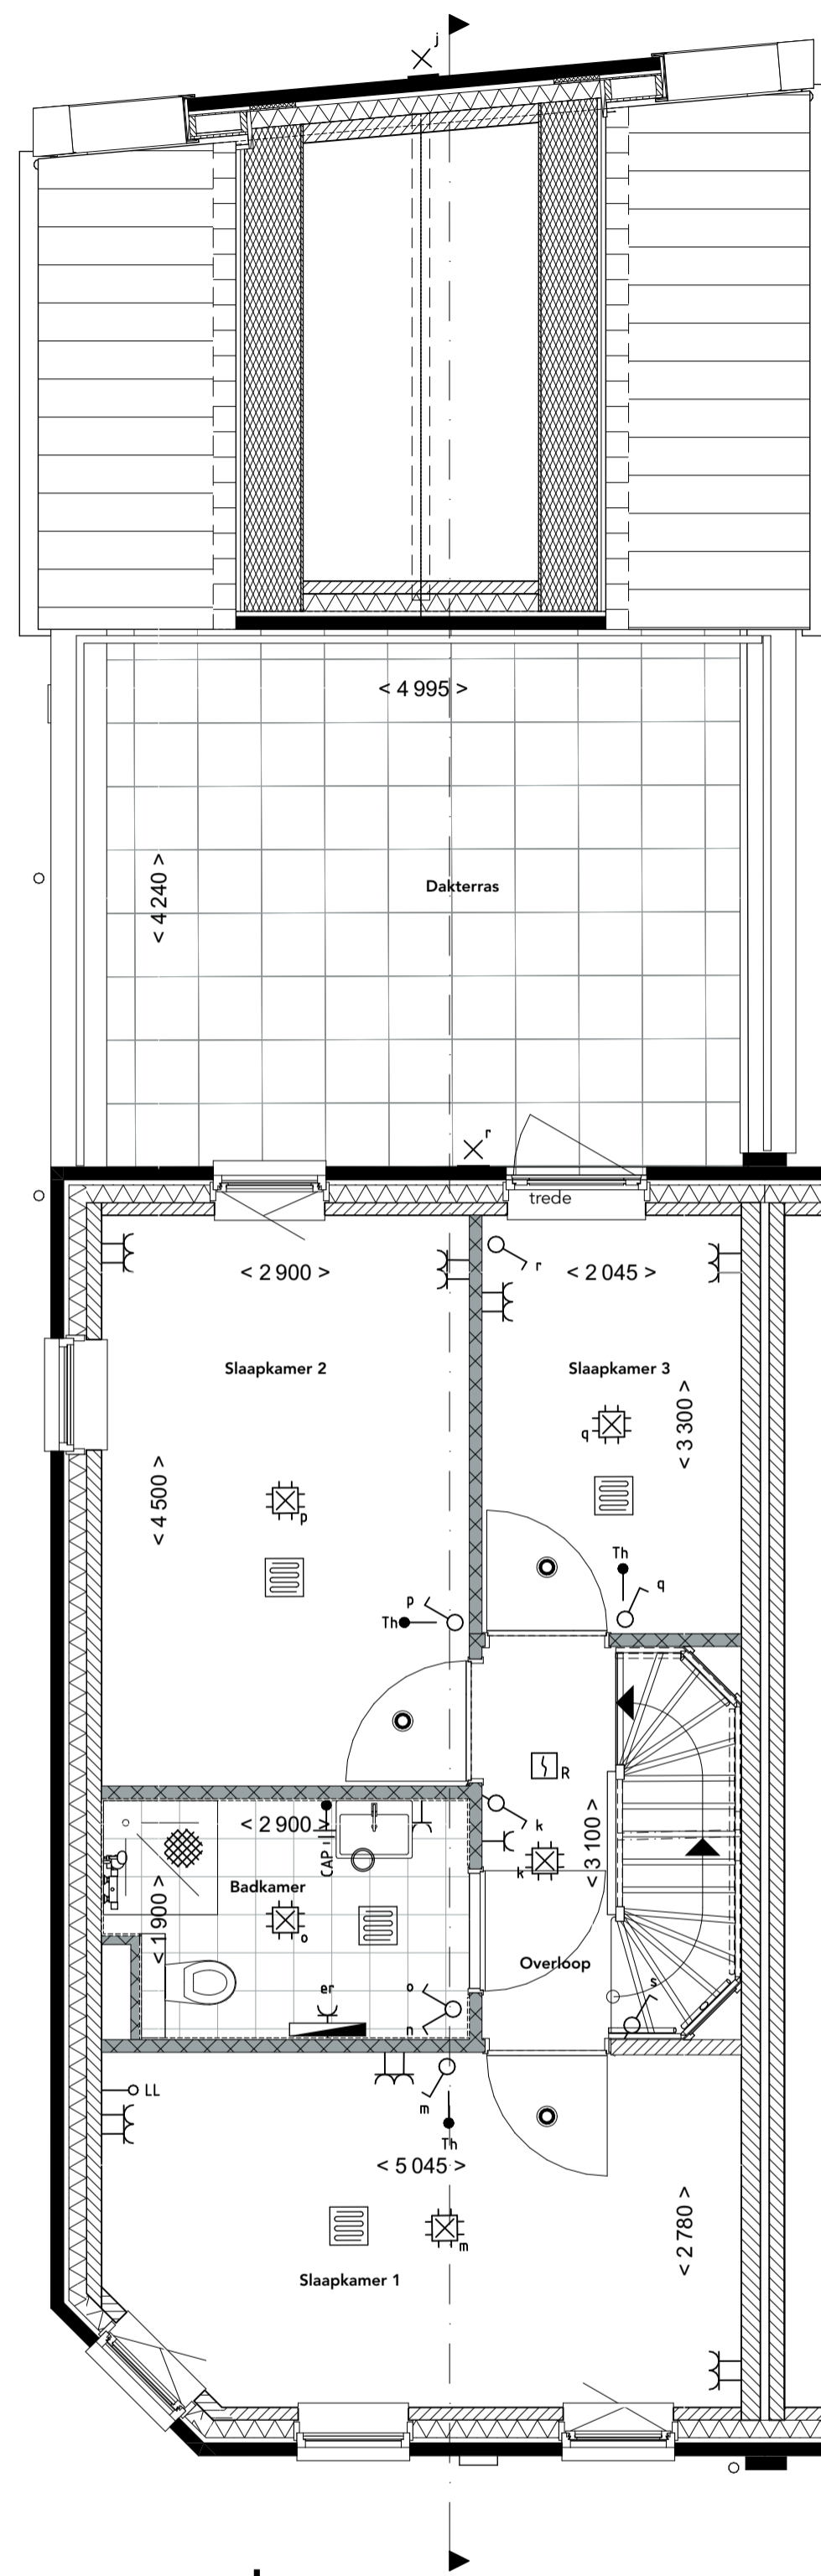 j
< 4 995 >
< 4 240 >
Dakterras
r
trede
< 2 900 >
r
< 2 045 >
Slaapkamer 2
Slaapkamer 3
< 3 300 >
q
< 4 500 >
p
Th
q
p
Th
R
< 2 900 >
k
CAP
< 3 100 >
k
Badkamer
< 1 900 >
o
Overloop
er
o
s
n
LL
m
Th
< 5 045 >
< 2 780 >
m
Slaapkamer 1